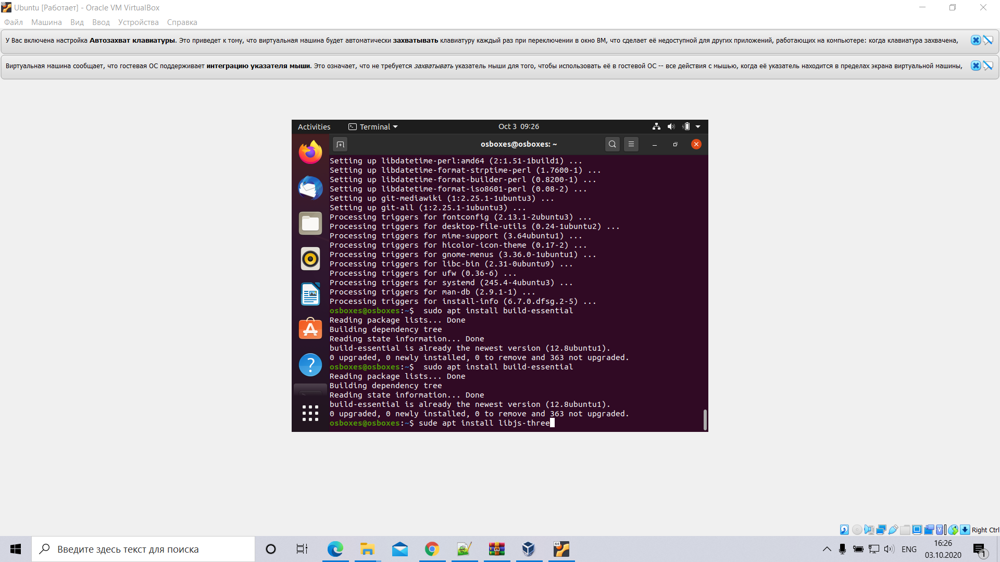 Ubuntu [Работает] - Oracle VM VirtualBox
Файл Машина Вид Ввод Устройства Справка
У Вас включена настройка Автозахват клавиатуры. Это приведет к тому, что виртуальная машина будет автоматически захватывать клавиатуру каждый раз при переключении в окно ВМ, что сделает её недоступной для других приложений, работающих на компьютере: когда клавиатура захвачена,
Виртуальная машина сообщает, что гостевая ОС поддерживает интеграцию указателя мыши. Это означает, что не требуется захватывать указатель мыши для того, чтобы использовать её в гостевой ОС -- все действия с мышью, когда её указатель находится в пределах экрана виртуальной машины,
Activities Terminal Oct 3 09:26
osboxes@osboxes: ~
Setting up libdatetime-perl:amd64 (2:1.51-1build1) ...
Setting up libdatetime-format-strptime-perl (1.7600-1) ...
Setting up libdatetime-format-builder-perl (0.8200-1) ...
Setting up libdatetime-format-iso8601-perl (0.08-2) ...
Setting up git-mediawiki (1:2.25.1-1ubuntu3) ...
Setting up git-all (1:2.25.1-1ubuntu3) ...
Processing triggers for fontconfig (2.13.1-2ubuntu3) ...
Processing triggers for desktop-file-utils (0.24-1ubuntu2) ...
Processing triggers for mime-support (3.64ubuntu1) ...
Processing triggers for hicolor-icon-theme (0.17-2) ...
Processing triggers for gnome-menus (3.36.0-1ubuntu1) ...
Processing triggers for libc-bin (2.31-0ubuntu9) ...
Processing triggers for ufw (0.36-6) ...
Processing triggers for systemd (245.4-4ubuntu3) ...
Processing triggers for man-db (2.9.1-1) ...
Processing triggers for install-info (6.7.0.dfsg.2-5) ...
osboxes@osboxes:~$  sudo apt install build-essential
Reading package lists... Done
Building dependency tree
Reading state information... Done
build-essential is already the newest version (12.8ubuntu1).
0 upgraded, 0 newly installed, 0 to remove and 363 not upgraded.
osboxes@osboxes:~$  sudo apt install build-essential
Reading package lists... Done
Building dependency tree
Reading state information... Done
build-essential is already the newest version (12.8ubuntu1).
0 upgraded, 0 newly installed, 0 to remove and 363 not upgraded.
osboxes@osboxes:~$ sude apt install libjs-three
Right Ctrl
Введите здесь текст для поиска
ENG
16:26
03.10.2020
1